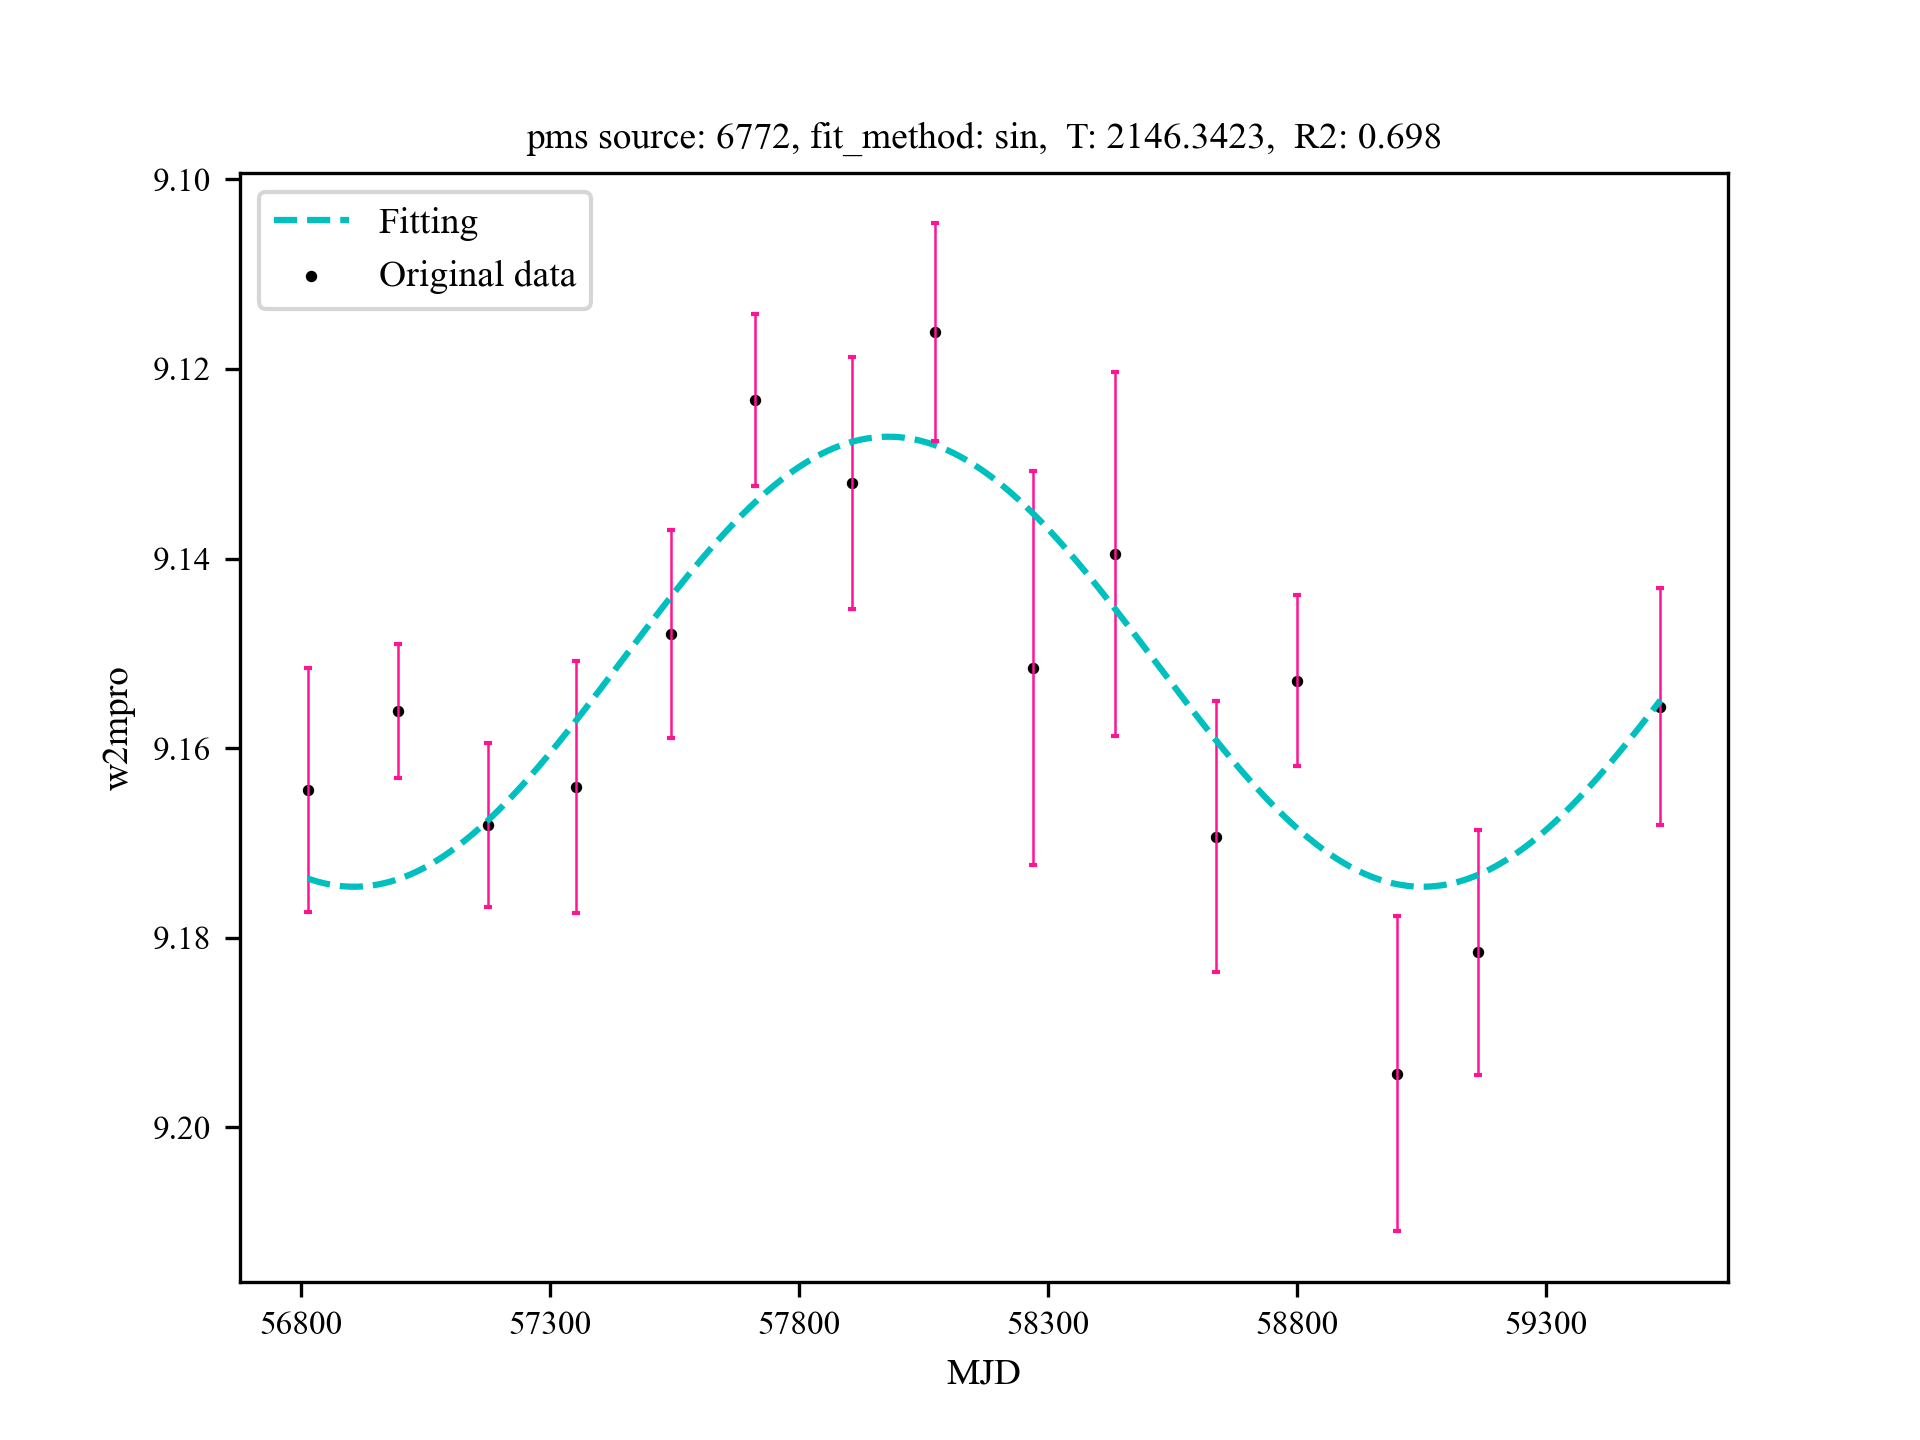 pms source: 6772, fit_method: sin,  T: 2146.3423,  R2: 0.698
9.10
Fitting
Original data
9.12
9.14
w2mpro
9.16
9.18
9.20
56800 57300 57800 58300 58800 59300
MJD